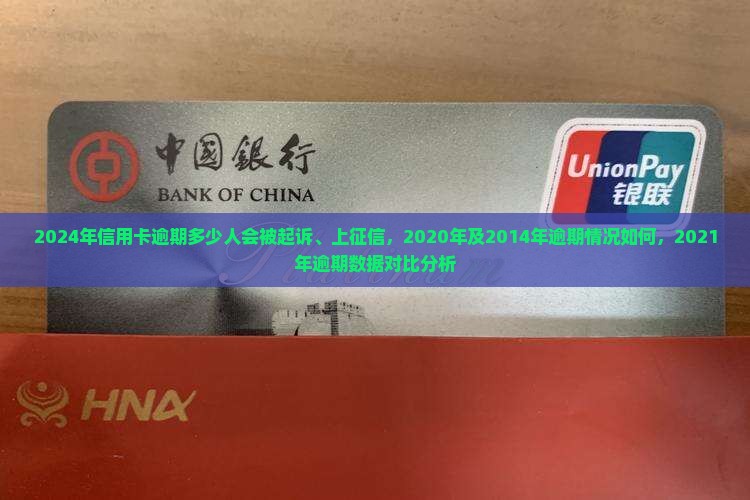 中國銀行
BANK OF CHINA
UnionPay
银联
2024年信用卡逾期多少人会被起诉、上征信，2020年及2014年逾期情况如何，2021
年逾期数据对比分析
HNA